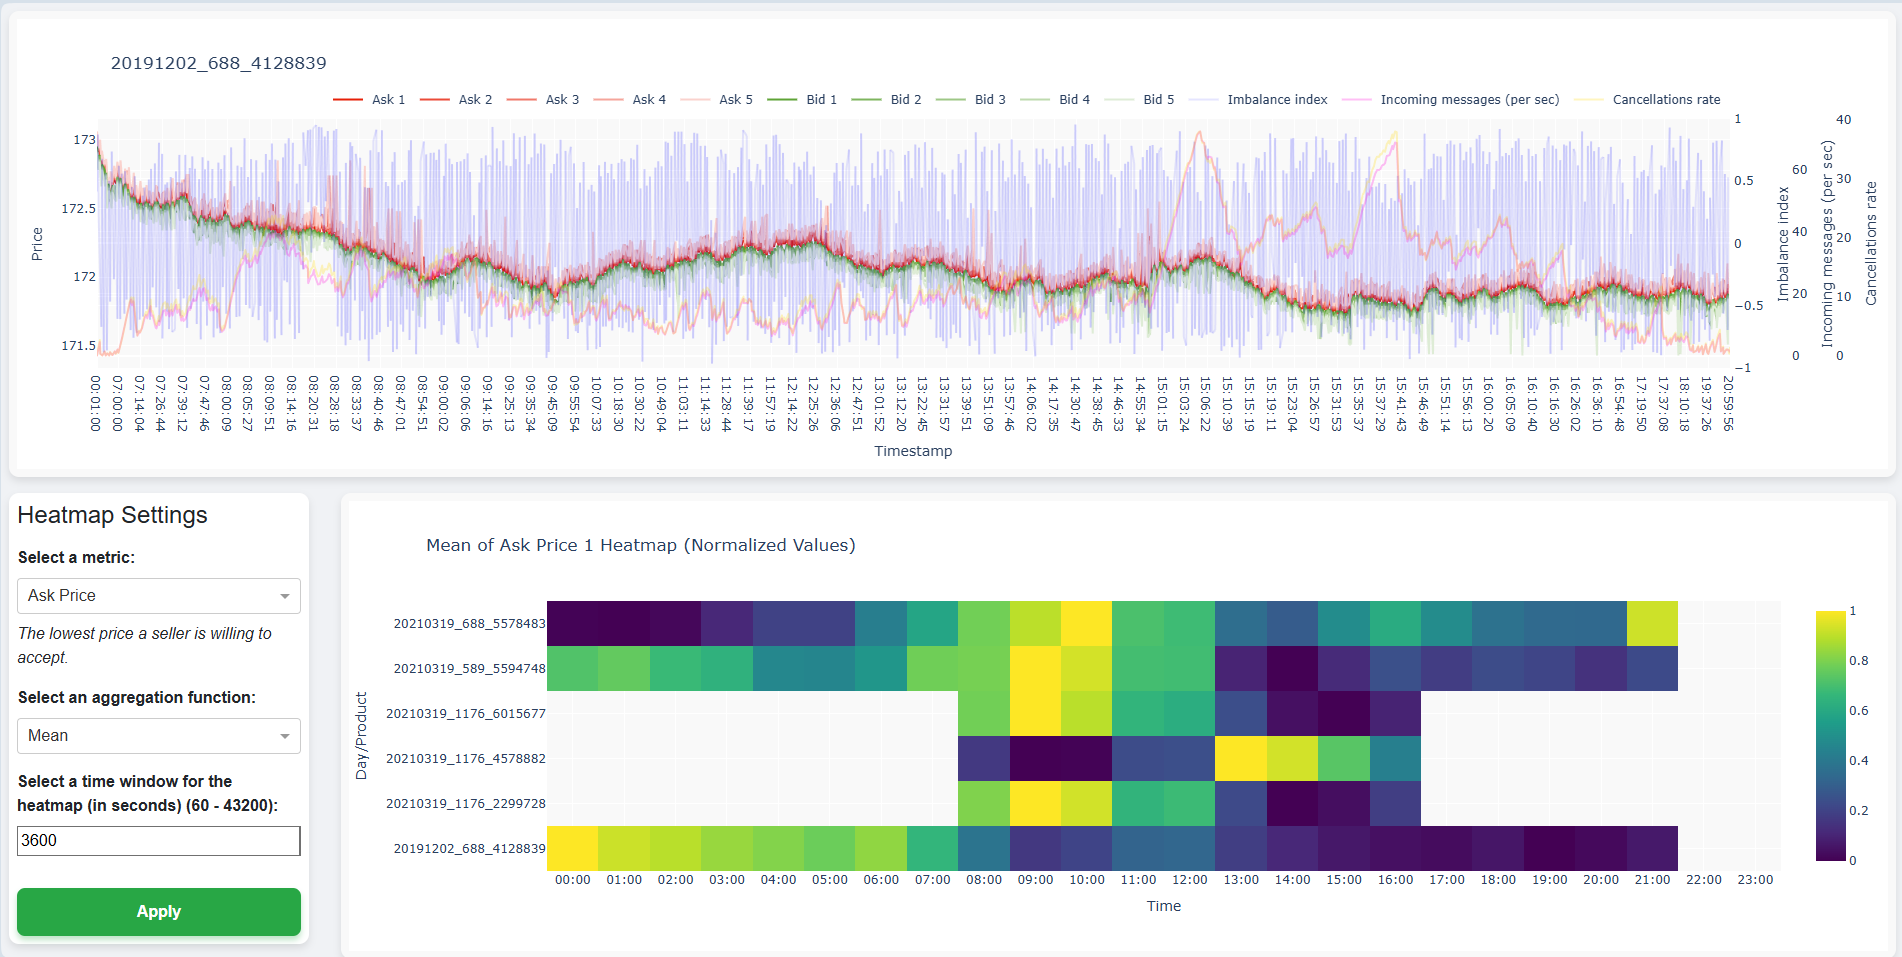 20191202_688_4128839
Ask 1 Ask 2 Ask 3 Ask 4 Ask 5 Bid 1 Bid 2 Bid 3 Bid 4 Bid 5 Imbalance index Incoming messages (per sec) Cancellations rate
Price
173
172.5
172
171.5
1
0.5
0
−0.5
−1
Imbalance index
60
40
20
0
Incoming messages (per sec)
40
30
20
10
0
Cancellations rate
00:01:00 07:00:00 07:14:04 07:26:44 07:39:12 07:47:46 08:00:09 08:05:27 08:09:51 08:14:16 08:20:31 08:28:18 08:33:37 08:40:46 08:47:01 08:54:51 09:02:06 09:06:06 09:14:16 09:25:13 09:34:54 09:45:09 09:55:54 10:07:33 10:18:30 10:30:22 10:49:04 11:03:11 11:14:33 11:28:44 11:39:17 11:57:19 12:14:22 12:25:06 12:36:06 12:47:51 13:01:52 13:12:20 13:22:45 13:31:57 13:39:51 13:51:09 13:57:46 14:06:02 14:17:35 14:30:47 14:38:45 14:46:33 14:55:34 15:01:15 15:03:24 15:06:22 15:10:39 15:15:19 15:19:11 15:23:04 15:26:57 15:31:53 15:35:37 15:37:29 15:41:43 15:46:49 15:51:14 15:56:13 16:00:20 16:05:09 16:10:40 16:16:30 16:26:02 16:36:10 16:54:48 17:19:50 17:37:08 18:10:18 19:37:26 20:59:56
Timestamp
Heatmap Settings
Select a metric:
Ask Price
The lowest price a seller is willing to
accept.
Select an aggregation function:
Mean
Select a time window for the
heatmap (in seconds) (60 - 43200):
3600
Apply
Mean of Ask Price 1 Heatmap (Normalized Values)
Day/Product
20210319_688_5578483
20210319_589_5594748
20210319_1176_6015677
20210319_1176_4578882
20210319_1176_2299728
20191202_688_4128839
00:00 01:00 02:00 03:00 04:00 05:00 06:00 07:00 08:00 09:00 10:00 11:00 12:00 13:00 14:00 15:00 16:00 17:00 18:00 19:00 20:00 21:00 22:00 23:00
Time
1
0.8
0.6
0.4
0.2
0